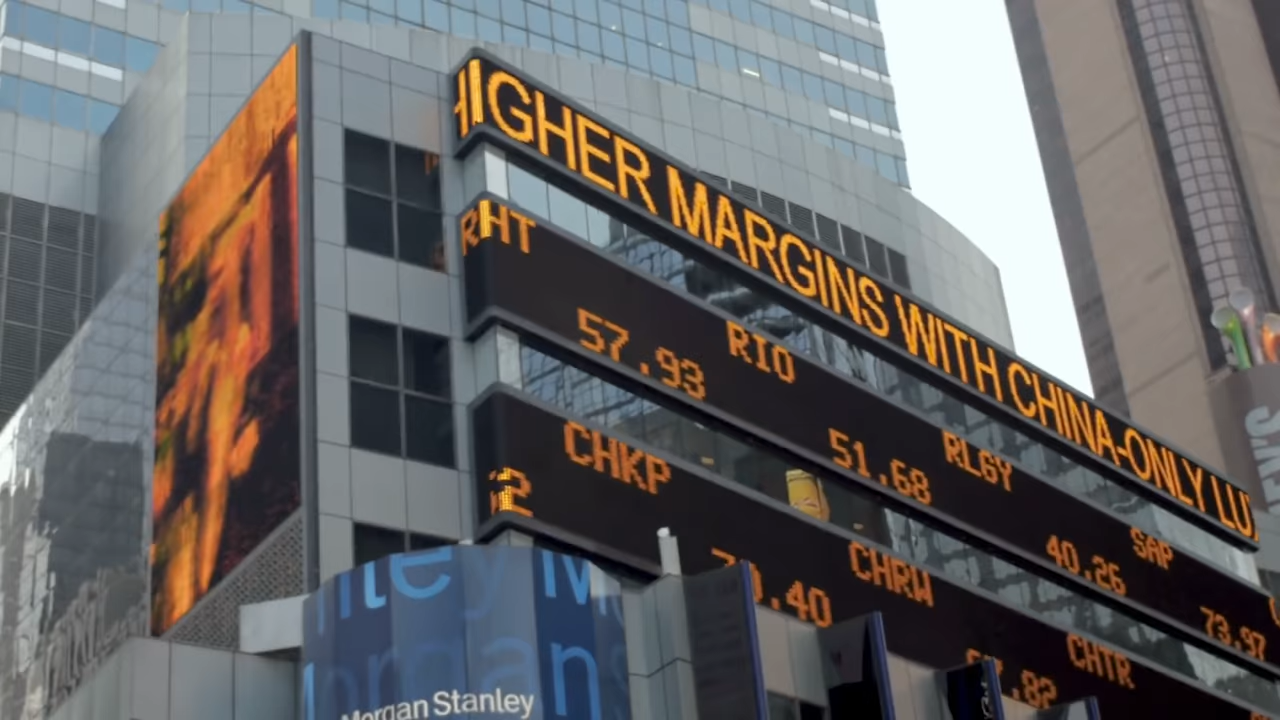 HIGHER MARGINS WITH CHINA-ONLY LU
RHT
57.93 RIO
51.68 RLGY
40.26 SAP
73.97
CHKP
.40 CHRW
.82 CHTR
Morgan Stanley